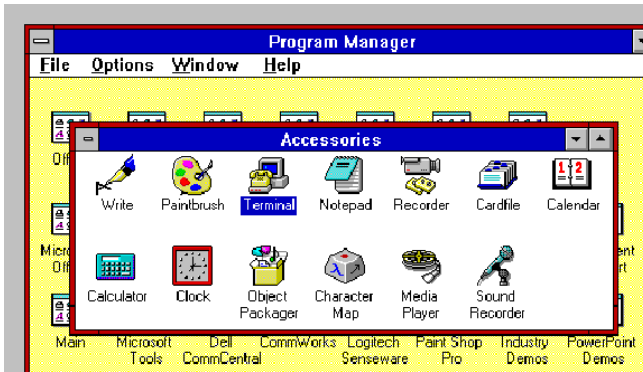 Program Manager
File Options Window Help
Accessories
Write Paintbrush Terminal Notepad Recorder Cardfile Calendar
Calculator Clock Object Packager Character Map Media Player Sound Recorder
Main Microsoft Tools Dell CommCentral CommWorks Logitech Senseware Paint Shop Pro Industry Demos PowerPoint Demos